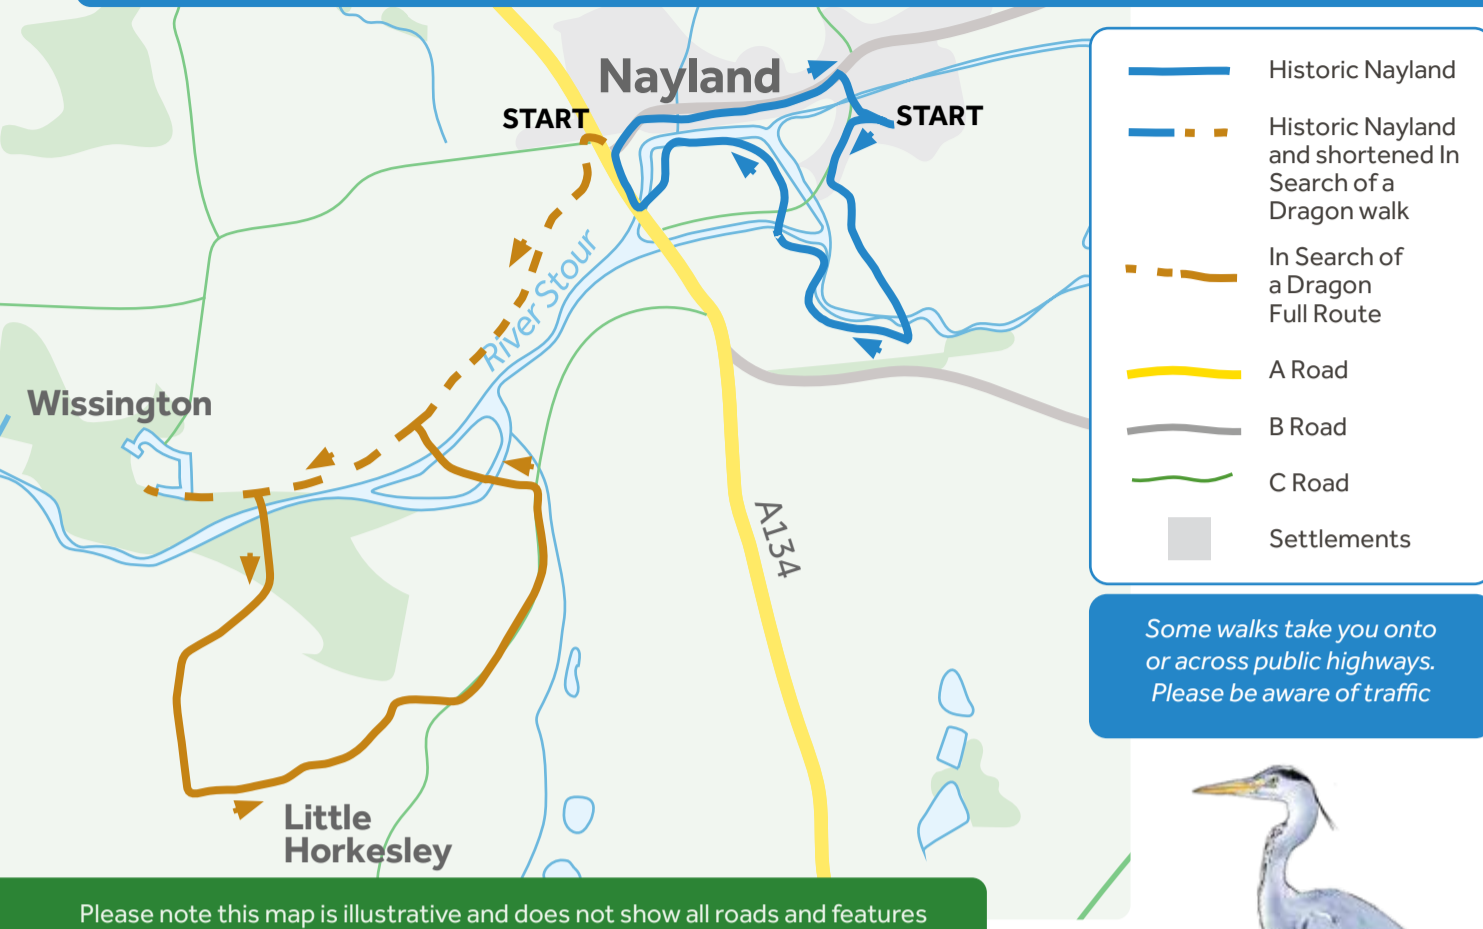 Nayland
START
START
River Stour
Wissington
A134
Little
Horkesley
Historic Nayland
Historic Nayland
and shortened In
Search of a
Dragon walk
In Search of
a Dragon
Full Route
A Road
B Road
C Road
Settlements
Some walks take you onto
or across public highways.
Please be aware of traffic
Please note this map is illustrative and does not show all roads and features